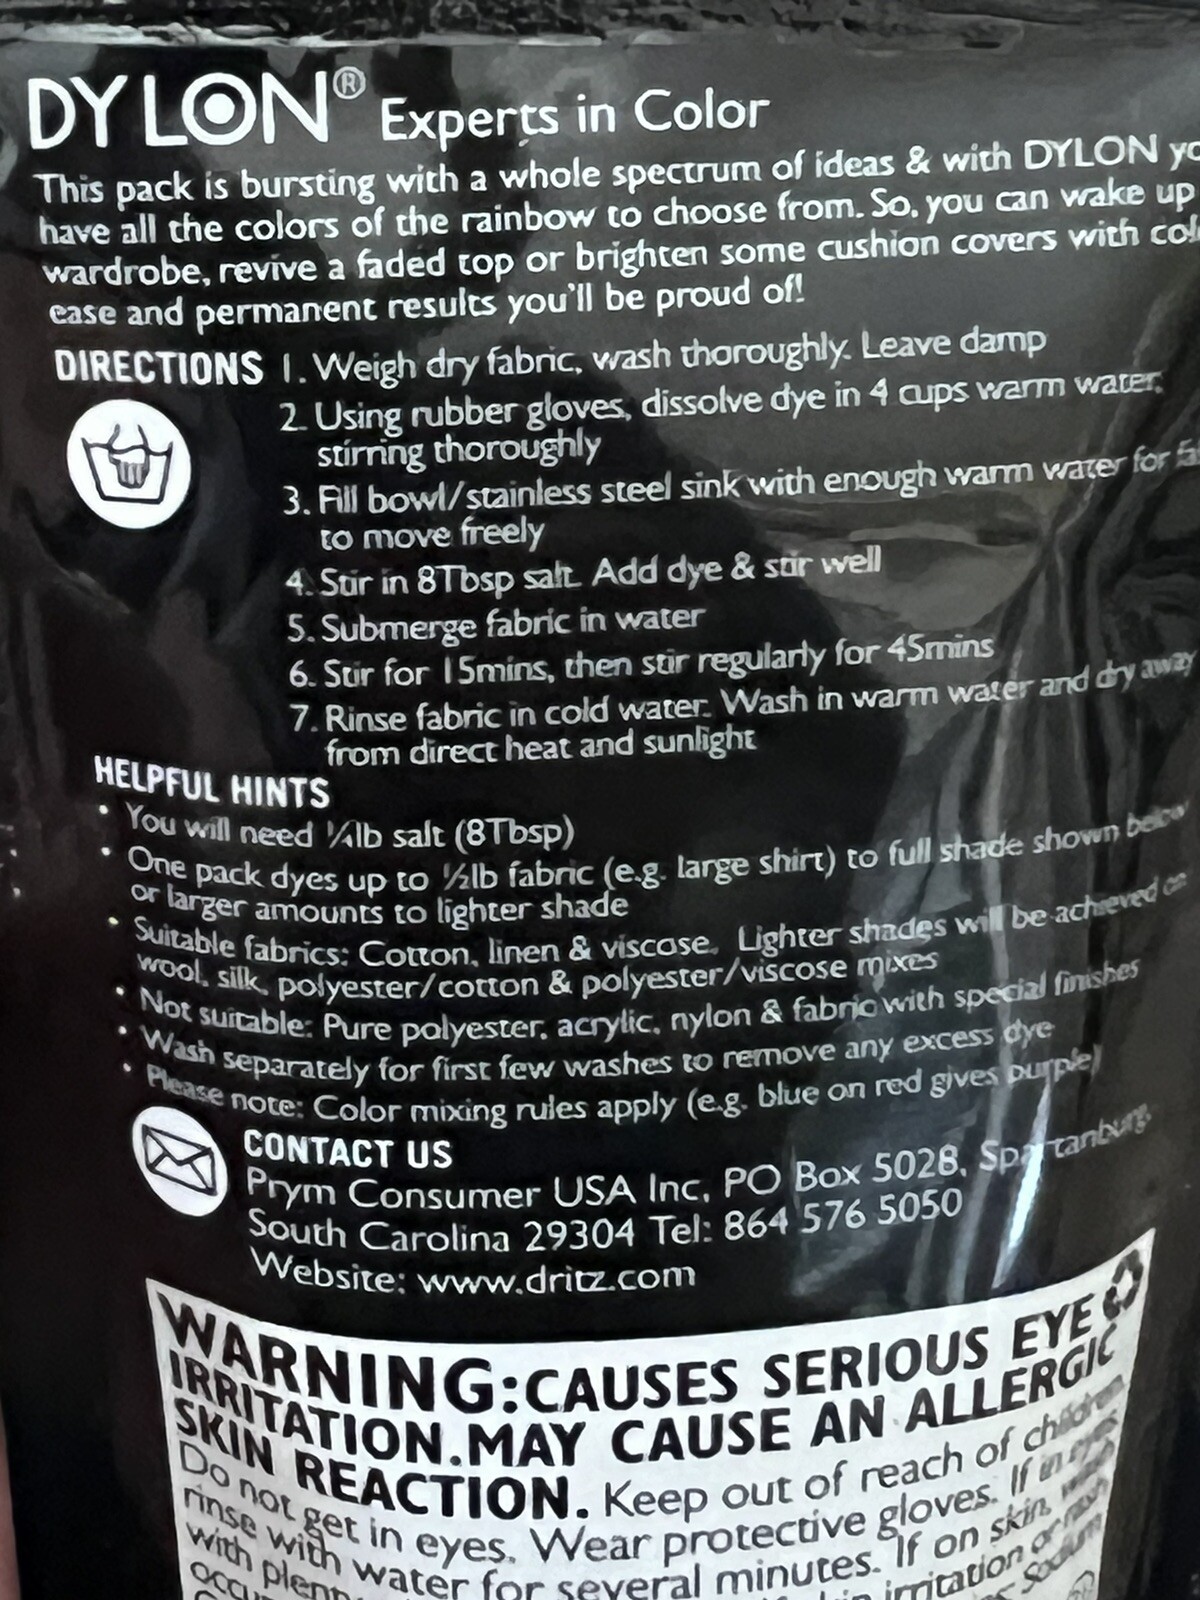 DYLON® Experts in Color
This pack is bursting with a whole spectrum of ideas & with DYLON
have all the colors of the rainbow to choose from. So, you can wake up
wardrobe, revive a faded top or brighten some cushion covers with
ease and permanent results you'll be proud of!
DIRECTIONS 1. Weigh dry fabric, wash thoroughly. Leave damp
2. Using rubber gloves, dissolve dye in 4 cups warm water,
stirring thoroughly
3. Fill bowl/stainless steel sink with enough warm water for
to move freely
4. Stir in 8Tbsp salt. Add dye & stir well
5. Submerge fabric in water
6. Stir for 15mins, then stir regularly for 45mins
7. Rinse fabric in cold water. Wash in warm water and dry away
from direct heat and sunlight
HELPFUL HINTS
• You will need ¼lb salt (8Tbsp)
• One pack dyes up to ½lb fabric (e.g. large shirt) to full shade shown below
or larger amounts to lighter shade
• Suitable fabrics: Cotton, linen & viscose. Lighter shades will be achieved on
wool, silk, polyester/cotton & polyester/viscose mixes
• Not suitable: Pure polyester, acrylic, nylon & fabric with special finishes
• Wash separately for first few washes to remove any excess dye
• Please note: Color mixing rules apply (e.g. blue on red gives purple)
CONTACT US
Prym Consumer USA Inc, PO Box 5028, Spartanburg,
South Carolina 29304 Tel: 864 576 5050
Website: www.dritz.com
WARNING: CAUSES SERIOUS EYE
IRRITATION. MAY CAUSE AN ALLERGIC
SKIN REACTION. Keep out of reach of children.
Do not get in eyes. Wear protective gloves. If in eyes
rinse with water for several minutes. If on skin, wash
with plenty irritation or rash
Sodium